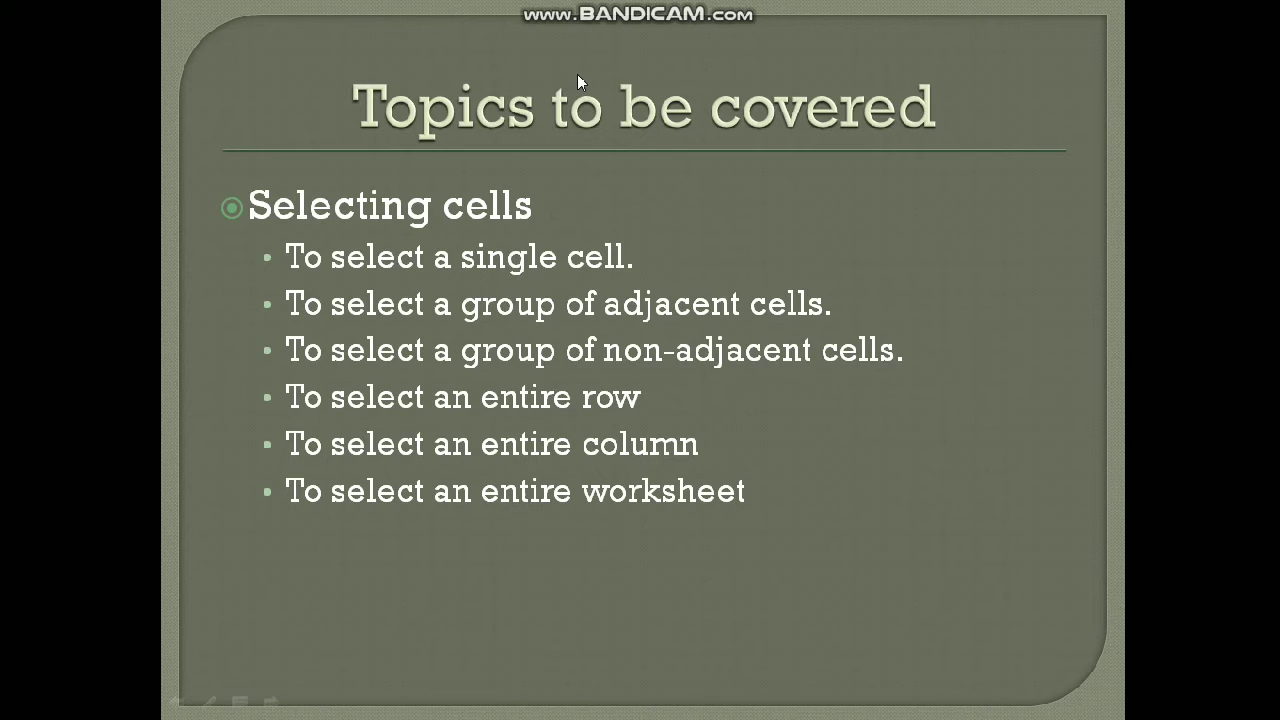 www.BANDICAM.com
Topics to be covered
Selecting cells
To select a single cell.
To select a group of adjacent cells.
To select a group of non-adjacent cells.
To select an entire row
To select an entire column
To select an entire worksheet